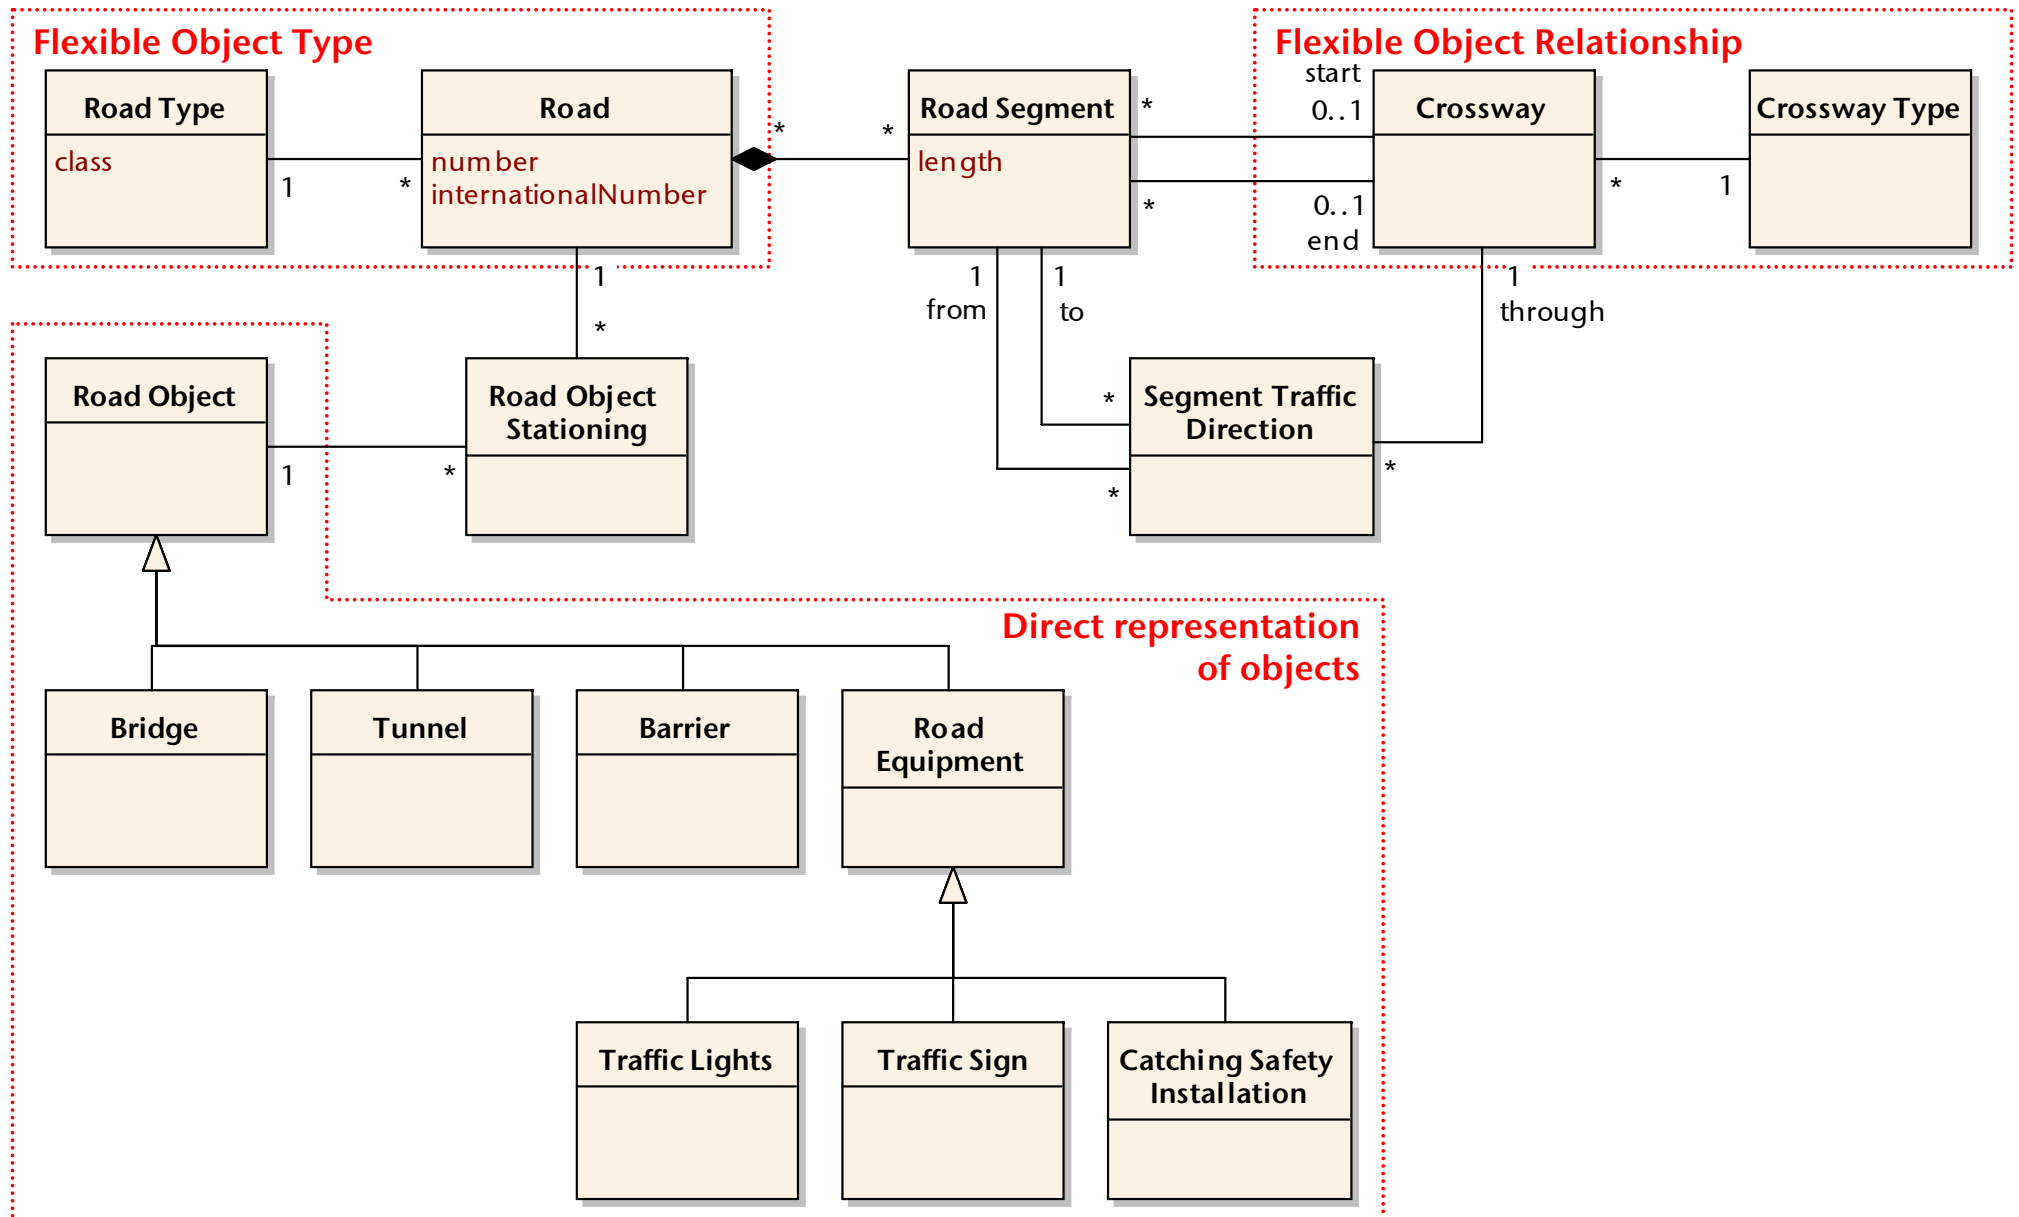 Flexible Object Type
Flexible Object Relationship
Road Type
class
1
*
Road
number
internationalNumber
*
*
Road Segment
length
*
start
0..1
*
0..1
end
Crossway
*
1
Crossway Type
1
*
1
from
1
to
1
through
Road Object
1
*
Road Object
Stationing
*
*
Segment Traffic
Direction
*
Direct representation
of objects
Bridge
Tunnel
Barrier
Road
Equipment
Traffic Lights
Traffic Sign
Catching Safety
Installation